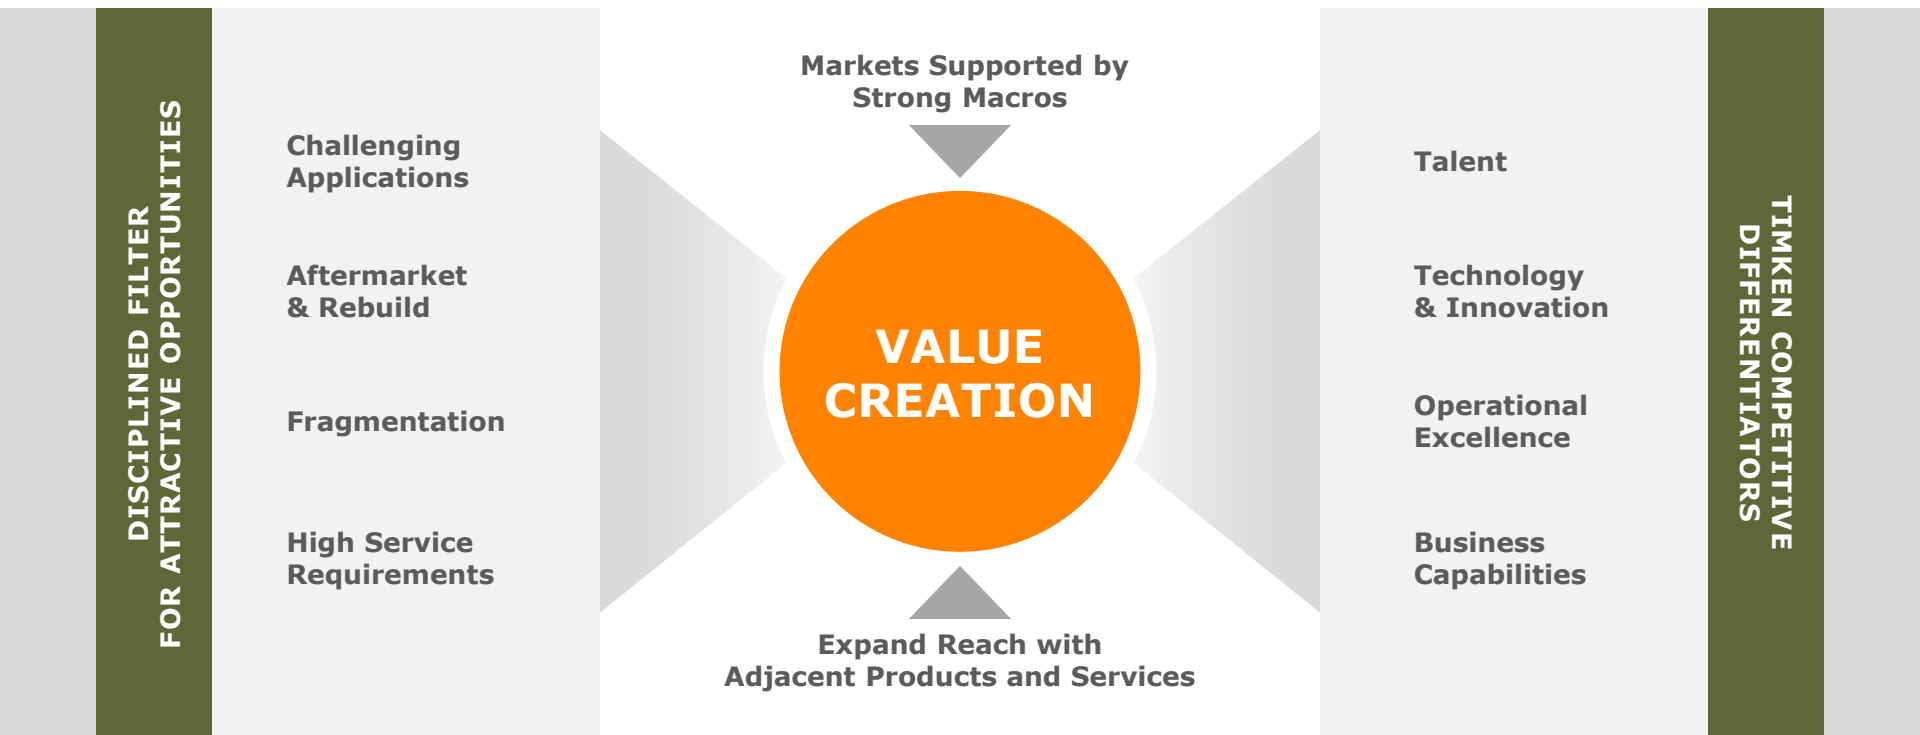 DISCIPLINED FILTER
FOR ATTRACTIVE OPPORTUNITIES
Challenging
Applications
Aftermarket
& Rebuild
Fragmentation
High Service
Requirements
Markets Supported by
Strong Macros
VALUE
CREATION
Expand Reach with
Adjacent Products and Services
Talent
Technology
& Innovation
Operational
Excellence
Business
Capabilities
TIMKEN COMPETITIVE
DIFFERENTIATORS